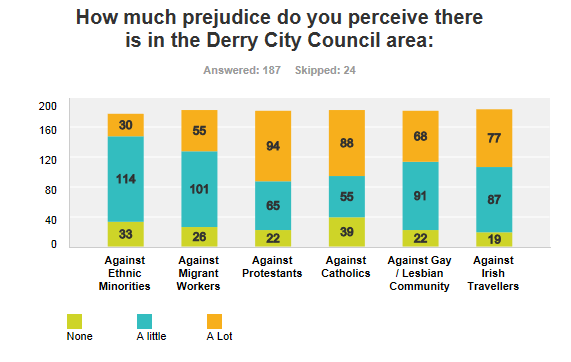 How much prejudice do you perceive there
is in the Derry City Council area:
Answered: 187 Skipped: 24
200
160
120
80
40
0
30
55
94
88
68
77
114
101
65
55
91
87
33
26
22
39
22
19
Against
Ethnic
Minorities
Against
Migrant
Workers
Against
Protestants
Against
Catholics
Against Gay
/ Lesbian
Community
Against
Irish
Travellers
None
A little
A Lot